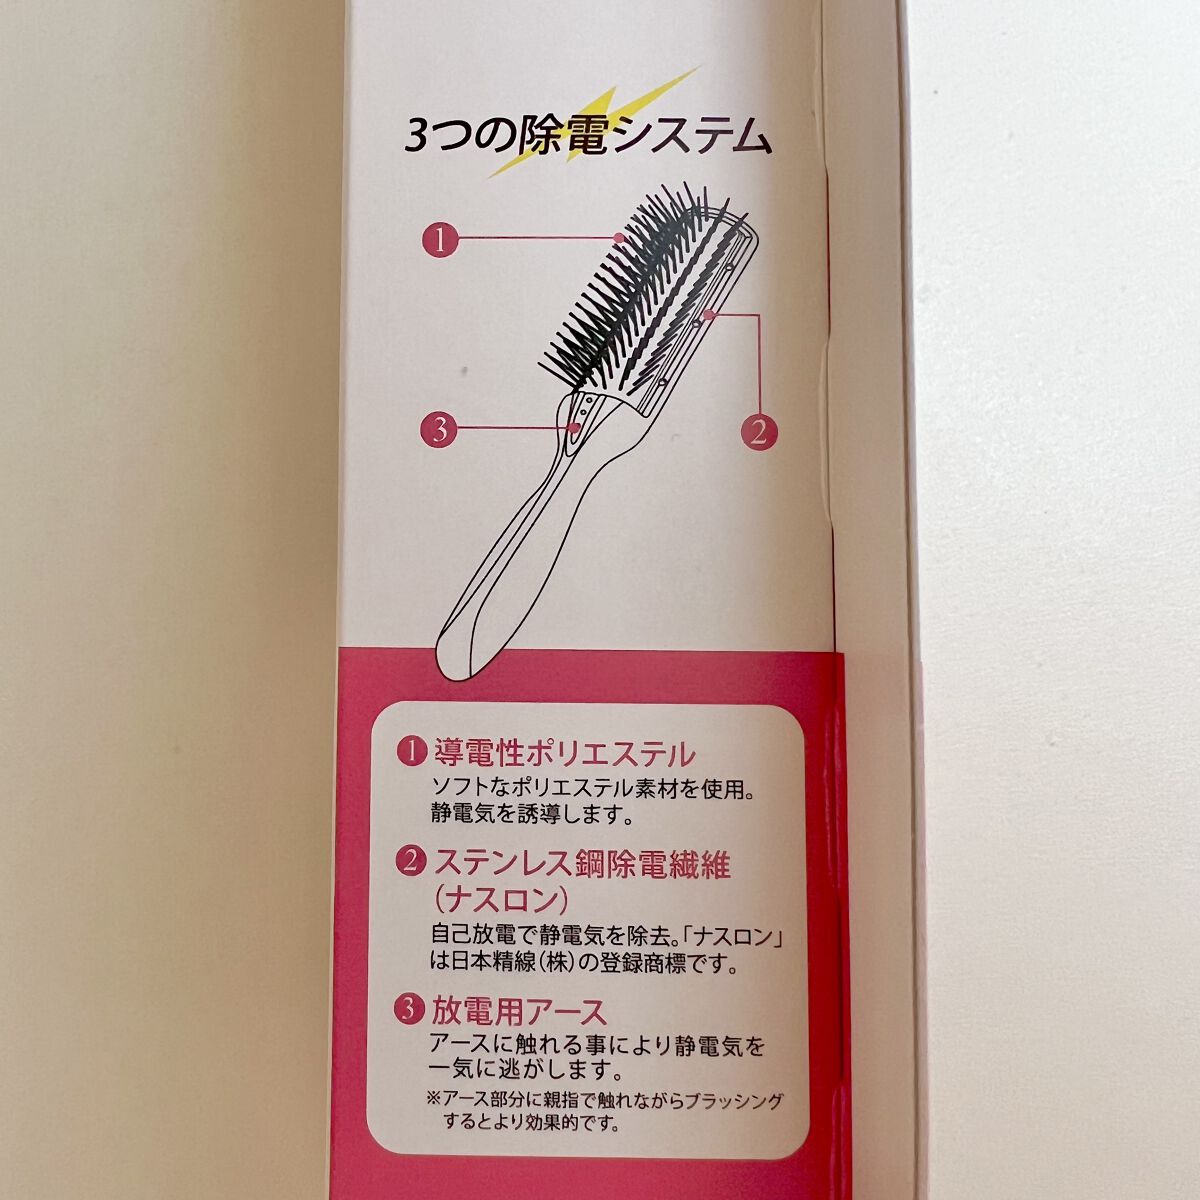 3つの除電システム
1
2
3
1 導電性ポリエステル
ソフトなポリエステル素材を使用。
静電気を誘導します。
2 ステンレス鋼除電繊維
(ナスロン)
自己放電で静電気を除去。「ナスロン」
は日本精線(株)の登録商標です。
3 放電用アース
アースに触れる事により静電気を
一気に逃がします。
※アース部分に親指で触れながらブラッシング
するとより効果的です。